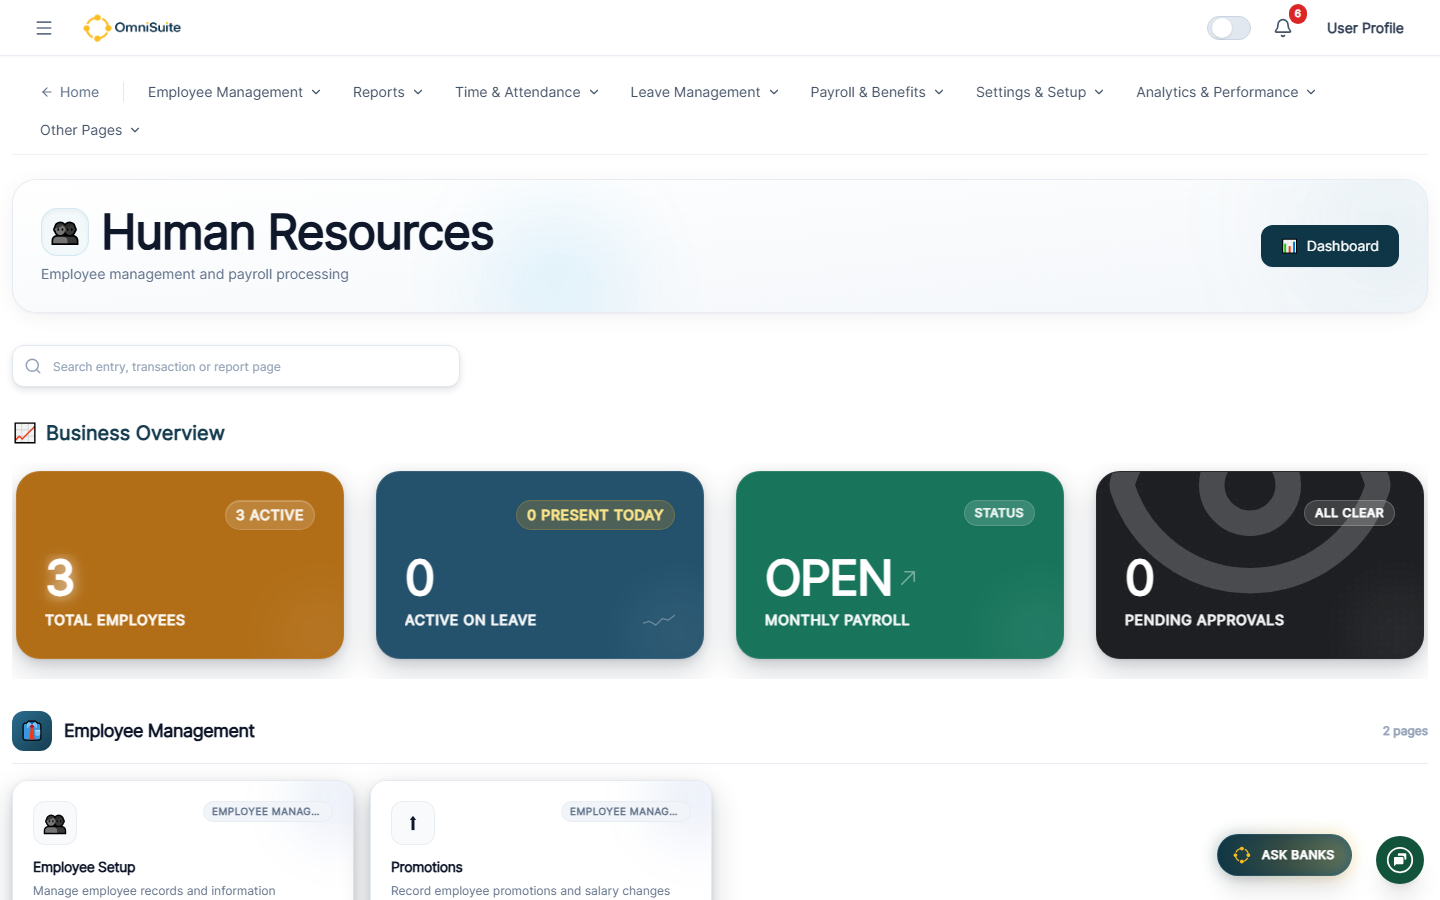 OmniSuite
6
User Profile
Home
Employee Management
Reports
Time & Attendance
Leave Management
Payroll & Benefits
Settings & Setup
Analytics & Performance
Other Pages
Human Resources
Employee management and payroll processing
Dashboard
Search entry, transaction or report page
Business Overview
3 ACTIVE
3
TOTAL EMPLOYEES
0 PRESENT TODAY
0
ACTIVE ON LEAVE
STATUS
OPEN
MONTHLY PAYROLL
ALL CLEAR
0
PENDING APPROVALS
Employee Management
2 pages
EMPLOYEE MANAG...
Employee Setup
Manage employee records and information
EMPLOYEE MANAG...
Promotions
Record employee promotions and salary changes
ASK BANKS